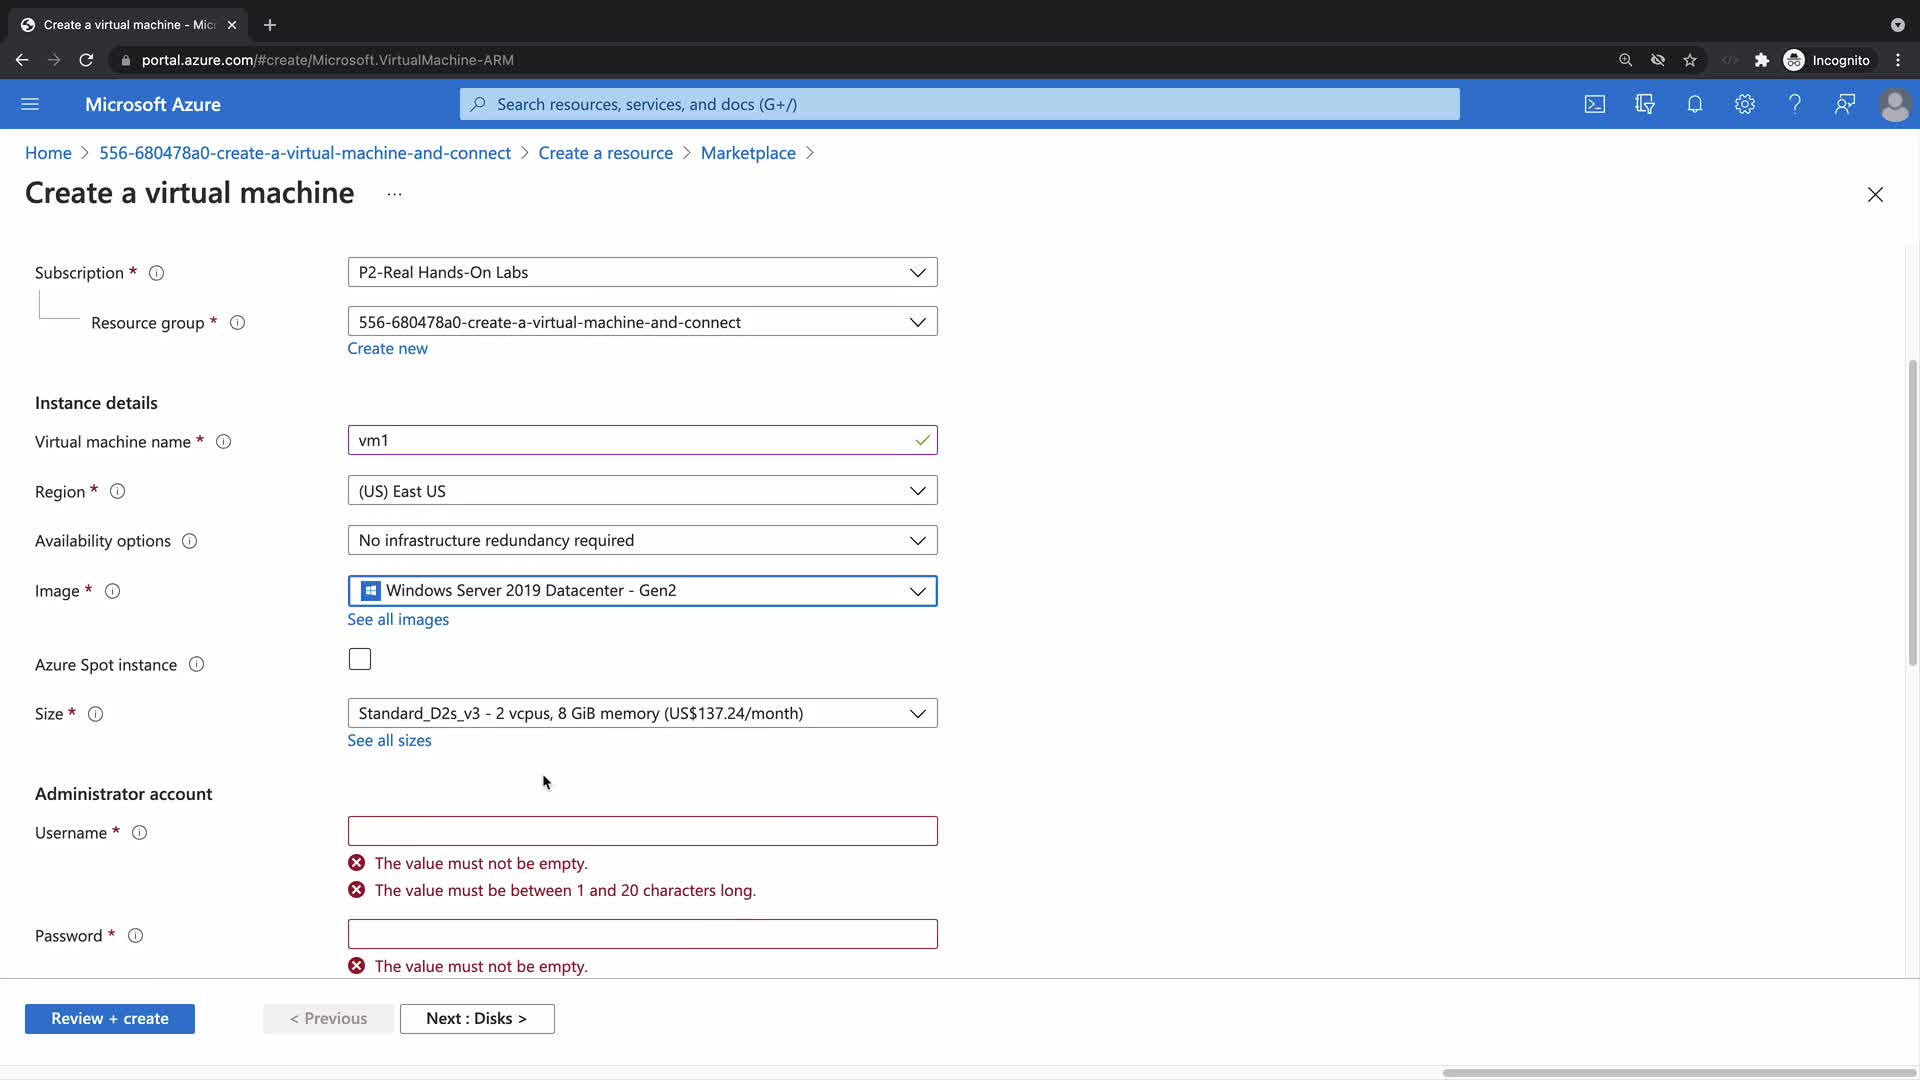 Create a virtual machine - Mic
portal.azure.com/#create/Microsoft.VirtualMachine-ARM
Incognito
Microsoft Azure
Search resources, services, and docs (G+/)
Home > 556-680478a0-create-a-virtual-machine-and-connect > Create a resource > Marketplace >
Create a virtual machine ...
Subscription *
P2-Real Hands-On Labs
Resource group *
556-680478a0-create-a-virtual-machine-and-connect
Create new
Instance details
Virtual machine name *
vm1
Region *
(US) East US
Availability options
No infrastructure redundancy required
Image *
Windows Server 2019 Datacenter - Gen2
See all images
Azure Spot instance
Size *
Standard_D2s_v3 - 2 vcpus, 8 GiB memory (US$137.24/month)
See all sizes
Administrator account
Username *
The value must not be empty.
The value must be between 1 and 20 characters long.
Password *
The value must not be empty.
Review + create
< Previous
Next : Disks >